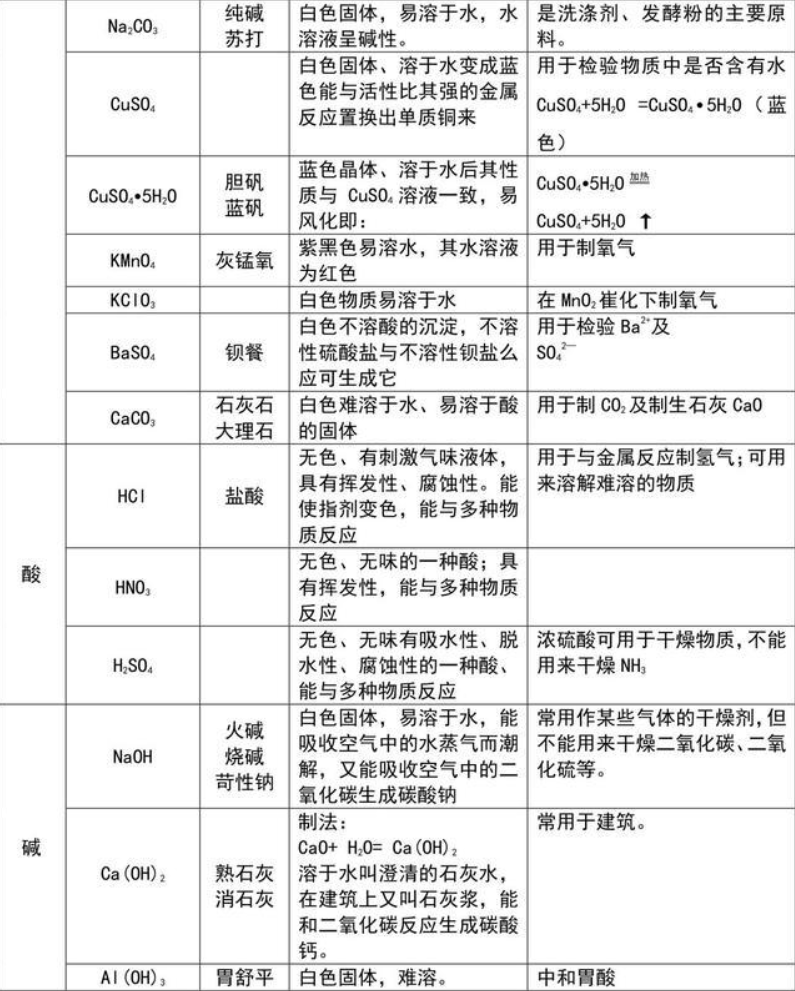 Na₂CO₃ 纯碱 苏打 白色固体，易溶于水，水溶液呈碱性。 是洗涤剂、发酵粉的主要原料。
CuSO₄ 白色固体、溶于水变成蓝色能与活性比其强的金属反应置换出单质铜来 用于检验物质中是否含有水 CuSO₄+5H₂O =CuSO₄•5H₂O（蓝色）
CuSO₄•5H₂O 胆矾 蓝矾 蓝色晶体、溶于水后其性质与 CuSO₄溶液一致，易风化即： CuSO₄•5H₂O 加热 CuSO₄+5H₂O ↑
KMnO₄ 灰锰氧 紫黑色易溶水，其水溶液为红色 用于制氧气
KClO₃ 白色物质易溶于水 在 MnO₂崔化下制氧气
BaSO₄ 钡餐 白色不溶酸的沉淀，不溶性硫酸盐与不溶性钡盐么应可生成它 用于检验 Ba²⁺及 SO₄²⁻
CaCO₃ 石灰石 大理石 白色难溶于水、易溶于酸的固体 用于制 CO₂及制生石灰 CaO
酸
HCl 盐酸 无色、有刺激气味液体，具有挥发性、腐蚀性。能使指剂变色，能与多种物质反应 用于与金属反应制氢气；可用来溶解难溶的物质
HNO₃ 无色、无味的一种酸；具有挥发性，能与多种物质反应
H₂SO₄ 无色、无味有吸水性、脱水性、腐蚀性的一种酸、能与多种物质反应 浓硫酸可用于干燥物质，不能用来干燥 NH₃
碱
NaOH 火碱 烧碱 苛性钠 白色固体，易溶于水，能吸收空气中的水蒸气而潮解，又能吸收空气中的二氧化碳生成碳酸钠 常用作某些气体的干燥剂，但不能用来干燥二氧化碳、二氧化硫等。
Ca(OH)₂ 熟石灰 消石灰 制法： CaO+ H₂O= Ca(OH)₂ 溶于水叫澄清的石灰水，在建筑上又叫石灰浆，能和二氧化碳反应生成碳酸钙。 常用于建筑。
Al(OH)₃ 胃舒平 白色固体，难溶。 中和胃酸